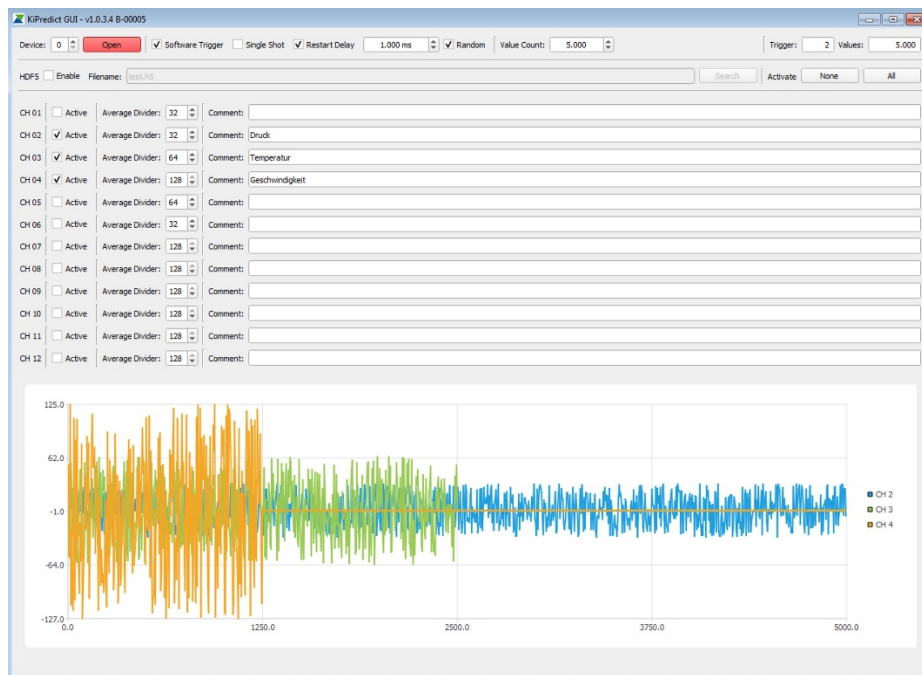 KiPredict GUI - v1.0.3.4 B-00005
Device: 0 Open Software Trigger Single Shot Restart Delay 1.000 ms Random Value Count: 5.000 Trigger: 2 Values: 5.000
HDF5 Enable Filename: test.h5 Search Activate None All
CH 01 Active Average Divider: 32 Comment:
CH 02 Active Average Divider: 32 Comment: Druck
CH 03 Active Average Divider: 64 Comment: Temperatur
CH 04 Active Average Divider: 128 Comment: Geschwindigkeit
CH 05 Active Average Divider: 64 Comment:
CH 06 Active Average Divider: 32 Comment:
CH 07 Active Average Divider: 128 Comment:
CH 08 Active Average Divider: 128 Comment:
CH 09 Active Average Divider: 128 Comment:
CH 10 Active Average Divider: 128 Comment:
CH 11 Active Average Divider: 128 Comment:
CH 12 Active Average Divider: 128 Comment:
125.0
62.0
-1.0
-64.0
-127.0
0.0 1250.0 2500.0 3750.0 5000.0
CH 2
CH 3
CH 4